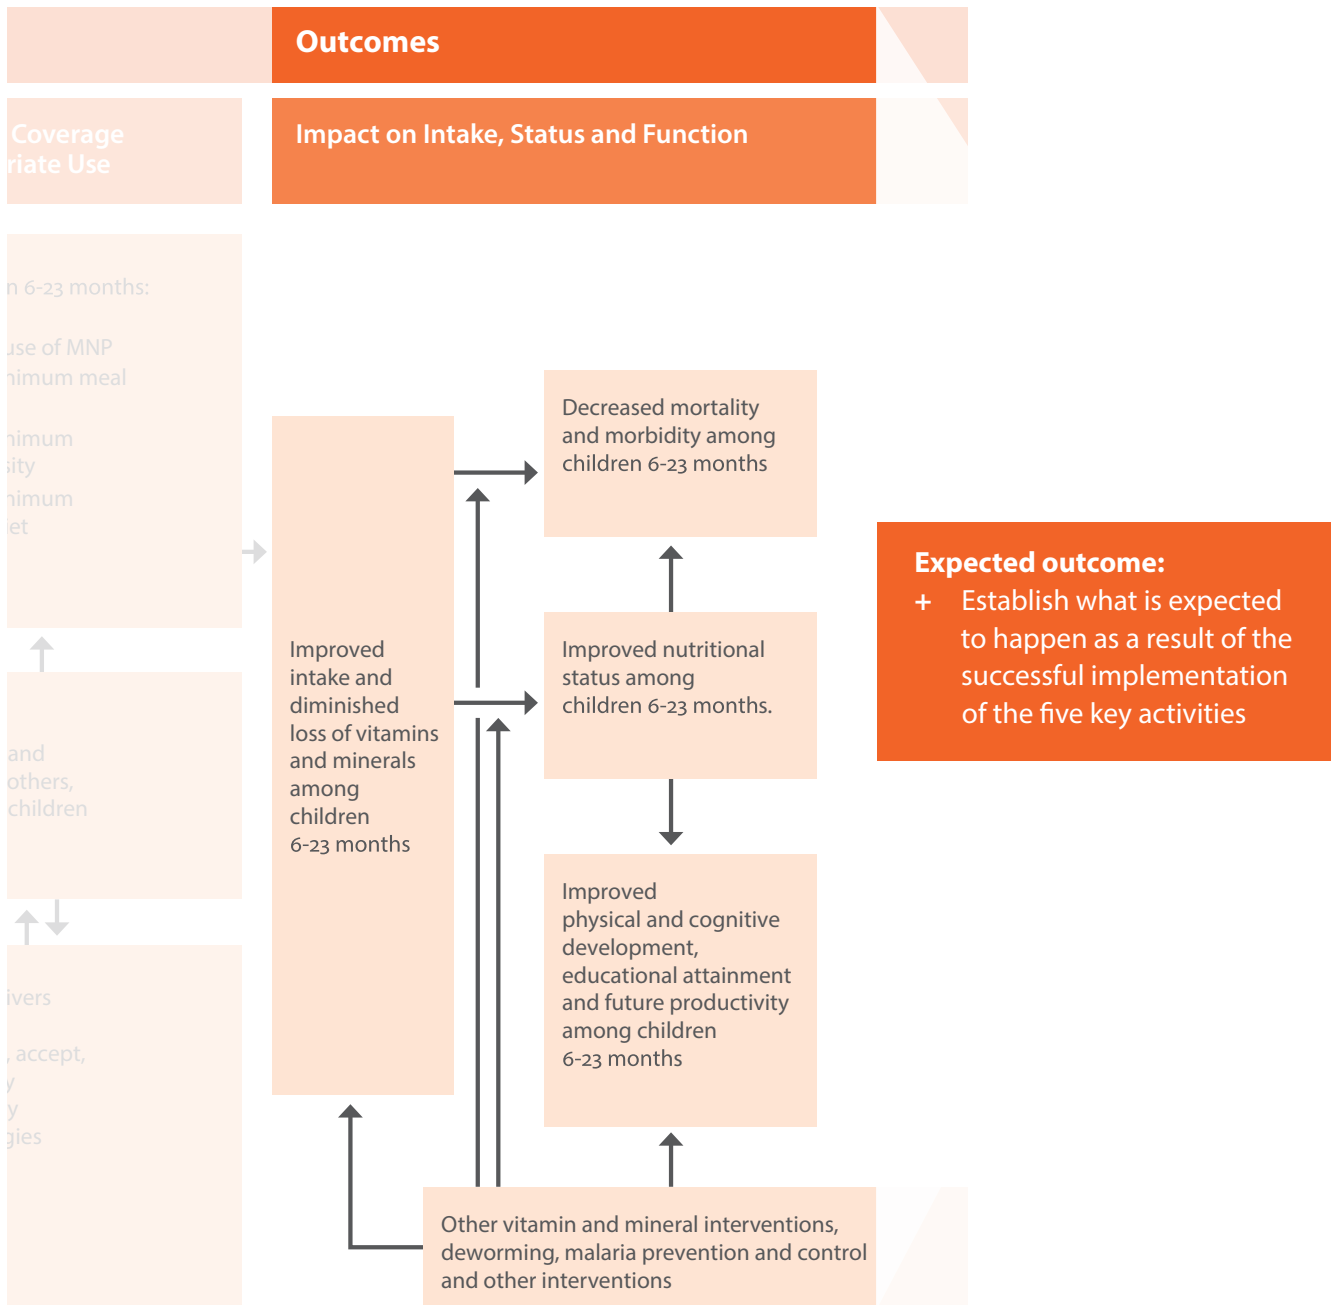 Outcomes
Coverage
riate Use
Impact on Intake, Status and Function
n 6-23 months:
use of MNP
nimum meal
nimum
sity
nimum
iet
and
others,
children
ivers
, accept,
y
y
gies
Improved
intake and
diminished
loss of vitamins
and minerals
among
children
6-23 months
Decreased mortality
and morbidity among
children 6-23 months
Improved nutritional
status among
children 6-23 months.
Improved
physical and cognitive
development,
educational attainment
and future productivity
among children
6-23 months
Other vitamin and mineral interventions,
deworming, malaria prevention and control
and other interventions
Expected outcome:
+ Establish what is expected
to happen as a result of the
successful implementation
of the five key activities